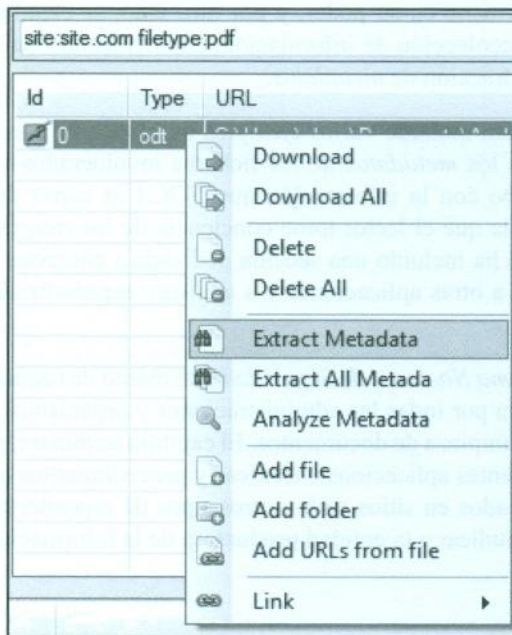 site:site.com filetype:pdf
Id Type URL
0 odt
Download
Download All
Delete
Delete All
Extract Metadata
Extract All Metada
Analyze Metadata
Add file
Add folder
Add URLs from file
Link